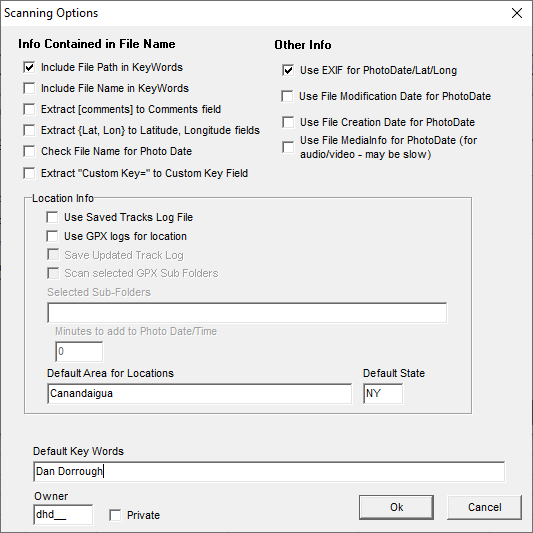 Scanning Options
Info Contained in File Name
Include File Path in KeyWords
Include File Name in KeyWords
Extract [comments] to Comments field
Extract {Lat, Lon} to Latitude, Longitude fields
Check File Name for Photo Date
Extract "Custom Key=" to Custom Key Field
Other Info
Use EXIF for PhotoDate/Lat/Long
Use File Modification Date for PhotoDate
Use File Creation Date for PhotoDate
Use File MediaInfo for PhotoDate (for
audio/video - may be slow)
Location Info
Use Saved Tracks Log File
Use GPX logs for location
Save Updated Track Log
Scan selected GPX Sub Folders
Selected Sub-Folders
Minutes to add to Photo Date/Time
0
Default Area for Locations
Default State
Canandaigua
NY
Default Key Words
Dan Dorrough
Owner
dhd__
Private
Ok
Cancel